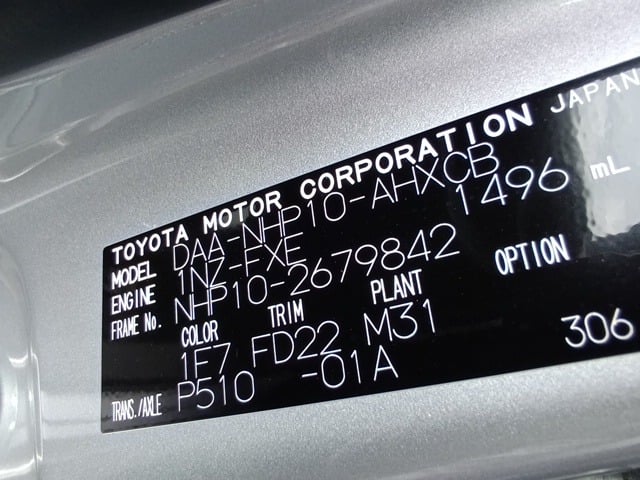 TOYOTA MOTOR CORPORATION JAPAN
MODEL DAA-NHP10-AHXCB
ENGINE 1NZ-FXE 1496 mL
FRAME No. NHP10-2679842
COLOR TRIM PLANT OPTION
1F7 FD22 M31
TRANS./AXLE P510 -01A 306